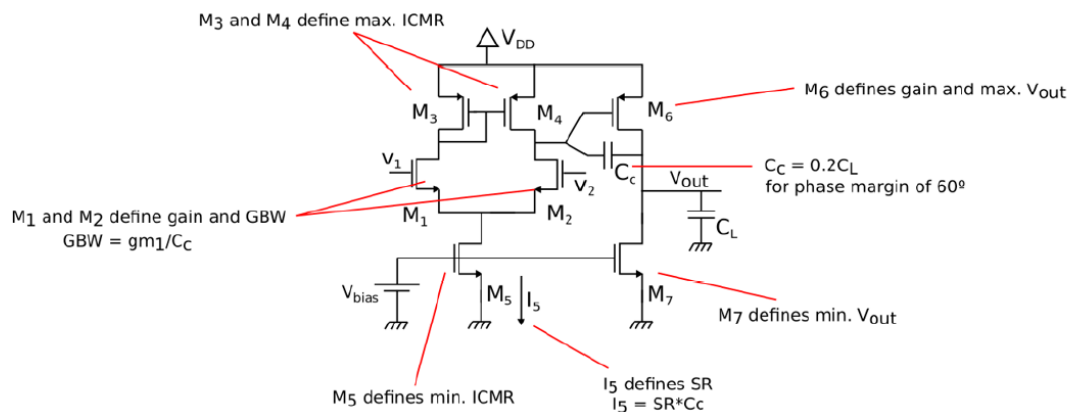 M3 and M4 define max. ICMR
VDD
M3
M4
M6
M6 defines gain and max. Vout
V1
V2
Cc
Cc = 0.2CL
for phase margin of 60º
Vout
M1 and M2 define gain and GBW
GBW = gm1/Cc
M1
M2
CL
Vbias
M5
I5
M7
M7 defines min. Vout
M5 defines min. ICMR
I5 defines SR
I5 = SR*Cc